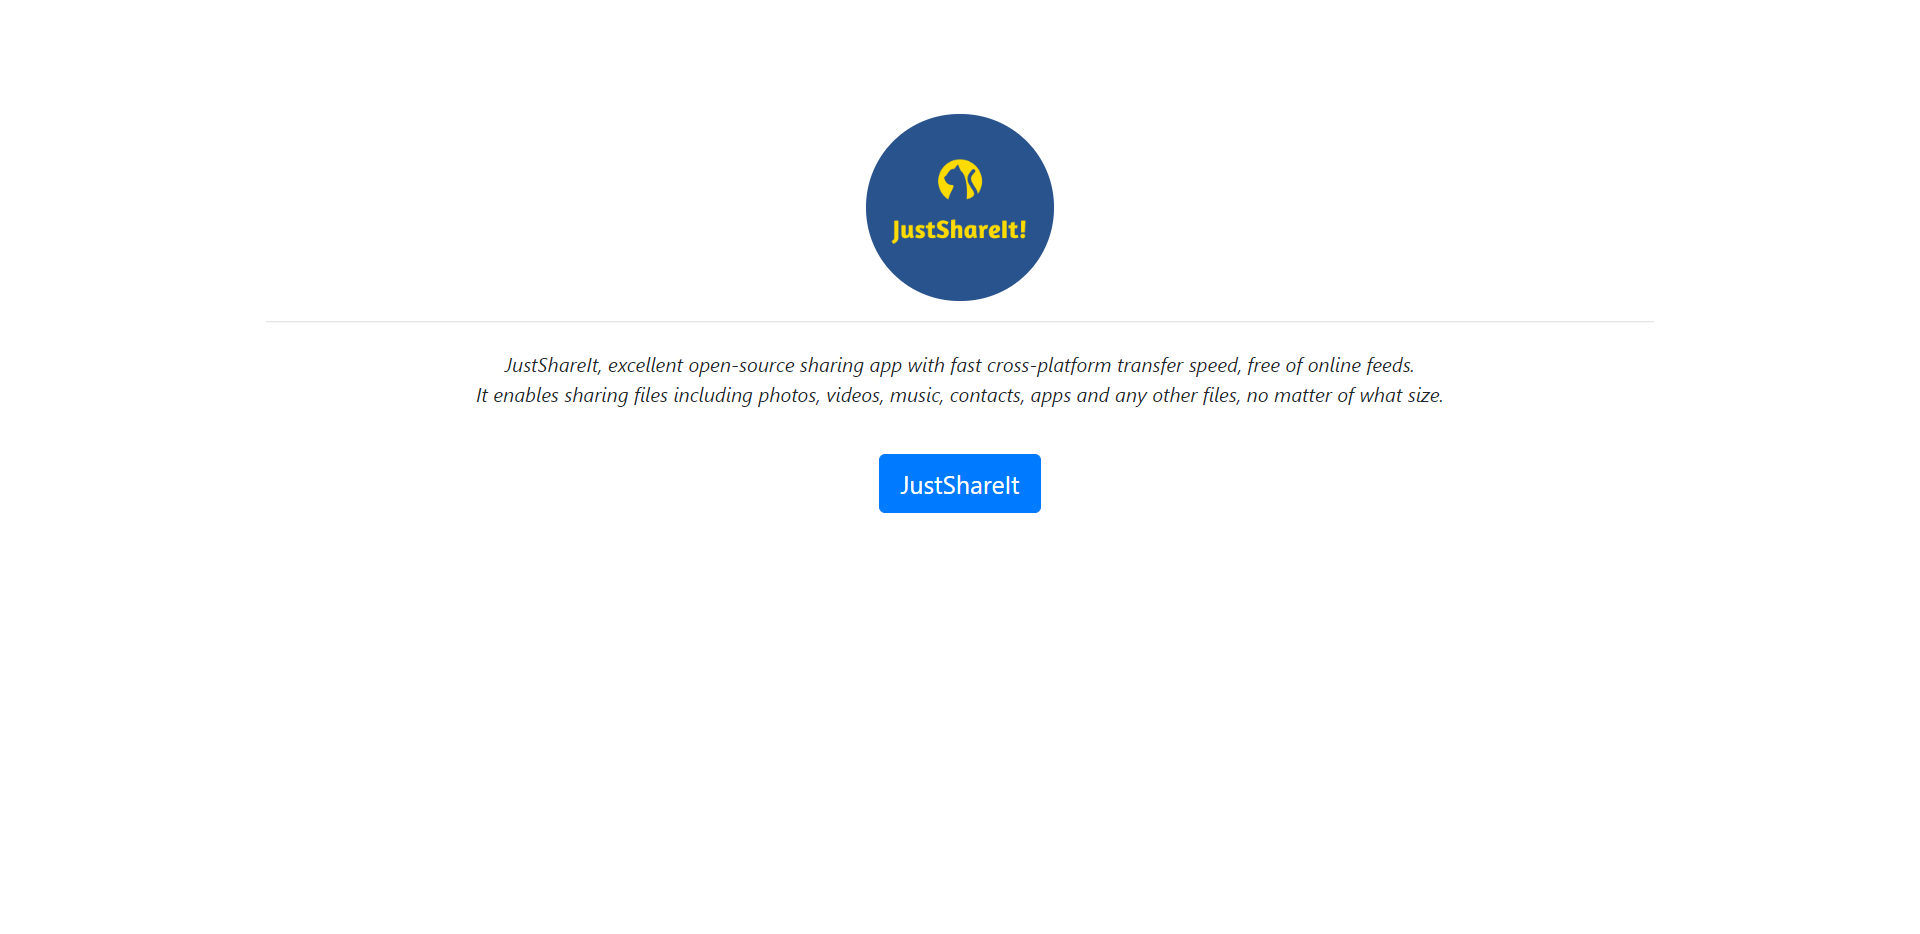 JustShareIt!
JustShareIt, excellent open-source sharing app with fast cross-platform transfer speed, free of online feeds.
It enables sharing files including photos, videos, music, contacts, apps and any other files, no matter of what size.
JustShareIt